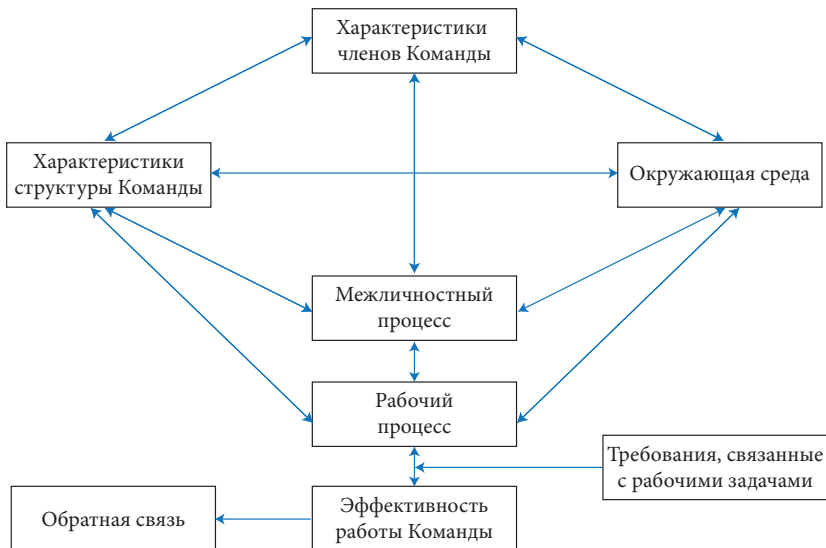 Характеристики
членов Команды
Характеристики
структуры Команды
Окружающая среда
Межличностный
процесс
Рабочий
процесс
Требования, связанные
с рабочими задачами
Обратная связь
Эффективность
работы Команды